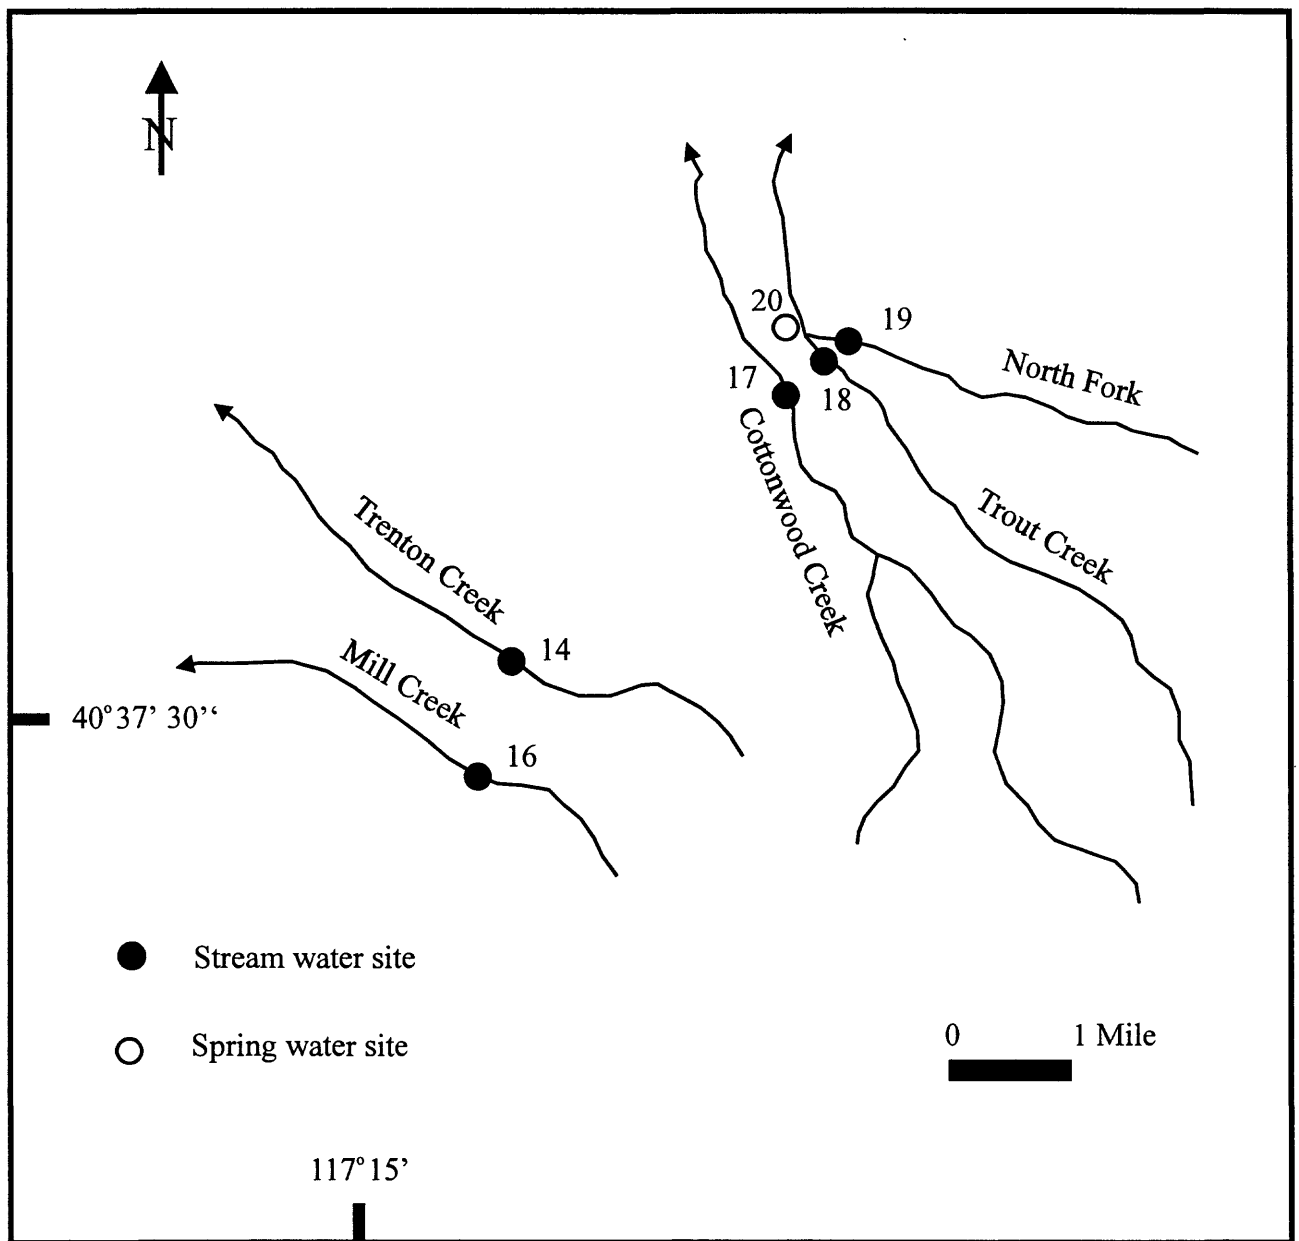 N
20
19
North Fork
17
18
Cottonwood Creek
Trout Creek
Trenton Creek
14
Mill Creek
40°37’ 30’‘
16
Stream water site
0 1 Mile
Spring water site
117°15’